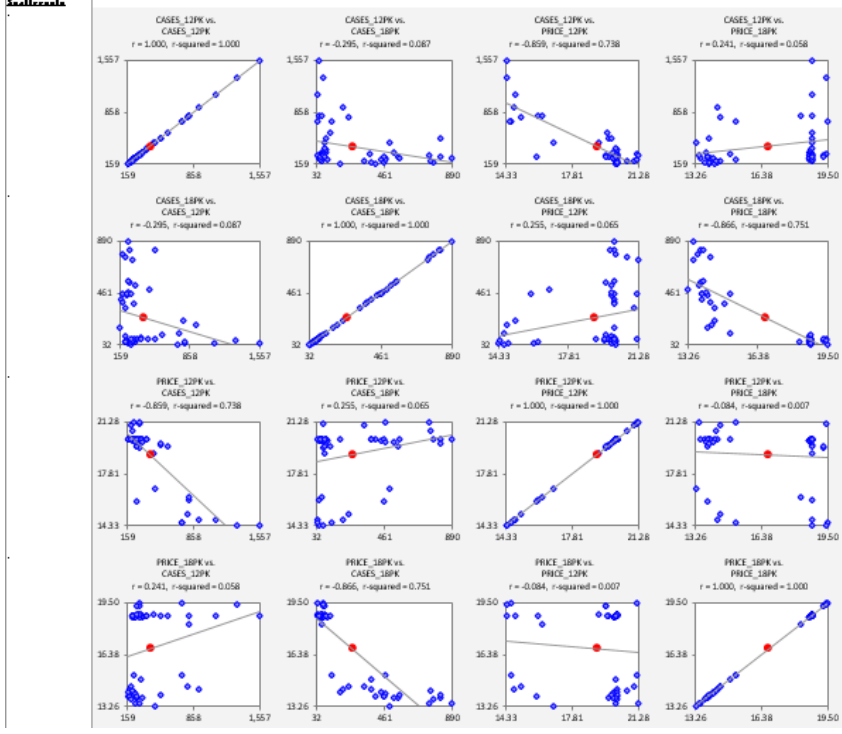 Scatterplots
CASES_12PK vs. CASES_12PK
r = 1.000, r-squared = 1.000
1,557
858
159
159 858 1,557
CASES_12PK vs. CASES_18PK
r = -0.295, r-squared = 0.087
1,557
858
159
32 461 890
CASES_12PK vs. PRICE_12PK
r = -0.859, r-squared = 0.738
1,557
858
159
14.33 17.81 21.28
CASES_12PK vs. PRICE_18PK
r = 0.241, r-squared = 0.058
1,557
858
159
13.26 16.38 19.50
CASES_18PK vs. CASES_12PK
r = -0.295, r-squared = 0.087
890
461
32
159 858 1,557
CASES_18PK vs. CASES_18PK
r = 1.000, r-squared = 1.000
890
461
32
32 461 890
CASES_18PK vs. PRICE_12PK
r = 0.255, r-squared = 0.065
890
461
32
14.33 17.81 21.28
CASES_18PK vs. PRICE_18PK
r = -0.866, r-squared = 0.751
890
461
32
13.26 16.38 19.50
PRICE_12PK vs. CASES_12PK
r = -0.859, r-squared = 0.738
21.28
17.81
14.33
159 858 1,557
PRICE_12PK vs. CASES_18PK
r = 0.255, r-squared = 0.065
21.28
17.81
14.33
32 461 890
PRICE_12PK vs. PRICE_12PK
r = 1.000, r-squared = 1.000
21.28
17.81
14.33
14.33 17.81 21.28
PRICE_12PK vs. PRICE_18PK
r = -0.084, r-squared = 0.007
21.28
17.81
14.33
13.26 16.38 19.50
PRICE_18PK vs. CASES_12PK
r = 0.241, r-squared = 0.058
19.50
16.38
13.26
159 858 1,557
PRICE_18PK vs. CASES_18PK
r = -0.866, r-squared = 0.751
19.50
16.38
13.26
32 461 890
PRICE_18PK vs. PRICE_12PK
r = -0.084, r-squared = 0.007
19.50
16.38
13.26
14.33 17.81 21.28
PRICE_18PK vs. PRICE_18PK
r = 1.000, r-squared = 1.000
19.50
16.38
13.26
13.26 16.38 19.50